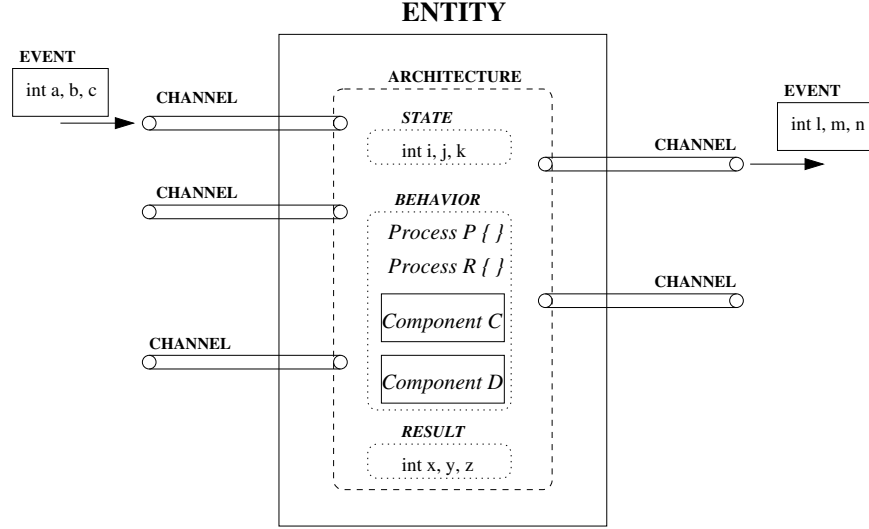 ENTITY
EVENT
int a, b, c
CHANNEL
CHANNEL
CHANNEL
ARCHITECTURE
STATE
int i, j, k
BEHAVIOR
Process P { }
Process R { }
Component C
Component D
RESULT
int x, y, z
EVENT
int l, m, n
CHANNEL
CHANNEL